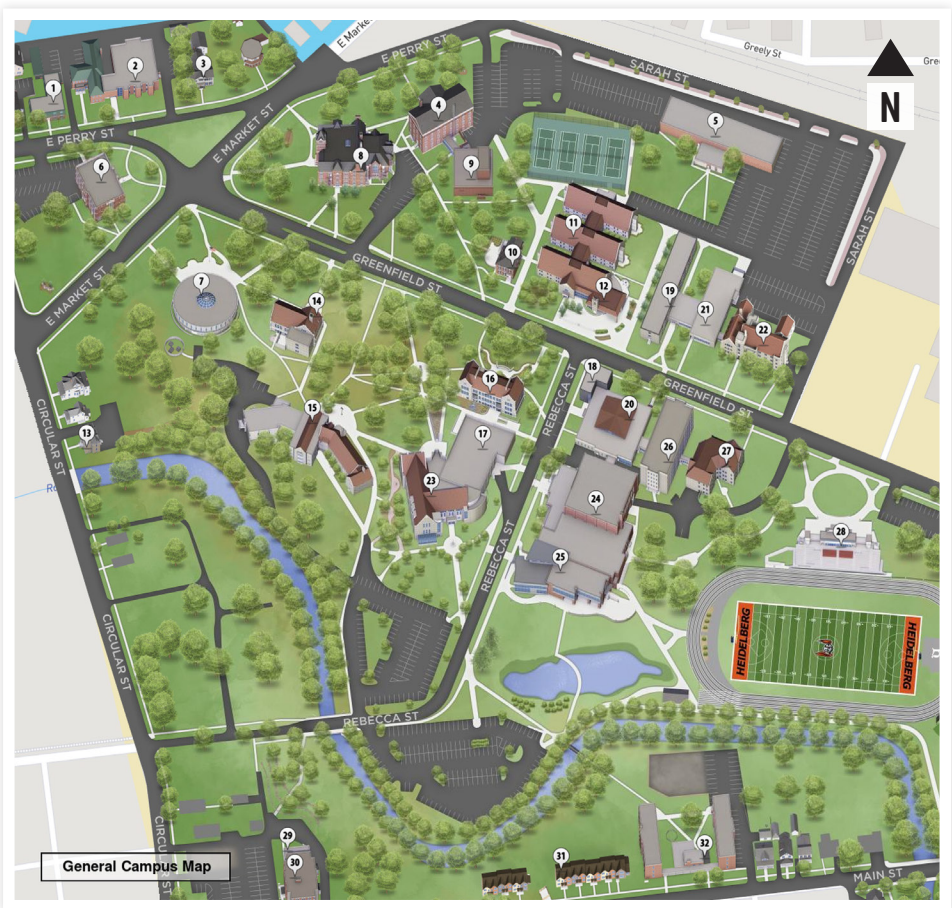 E Marke
Greely St
Gree
E PERRY ST
SARAH ST
N
1
2
3
4
5
E PERRY ST
E MARKET ST
6
8
9
SARAH ST
11
10
12
E MARKET ST
7
14
GREENFIELD ST
19
21
22
CIRCULAR ST
16
18
REBECCA ST
GREENFIELD ST
15
20
13
17
26
27
23
24
28
REBECCA ST
25
CIRCULAR ST
HEIDELBERG
HEIDELBERG
REBECCA ST
29
30
31
32
General Campus Map
MAIN ST